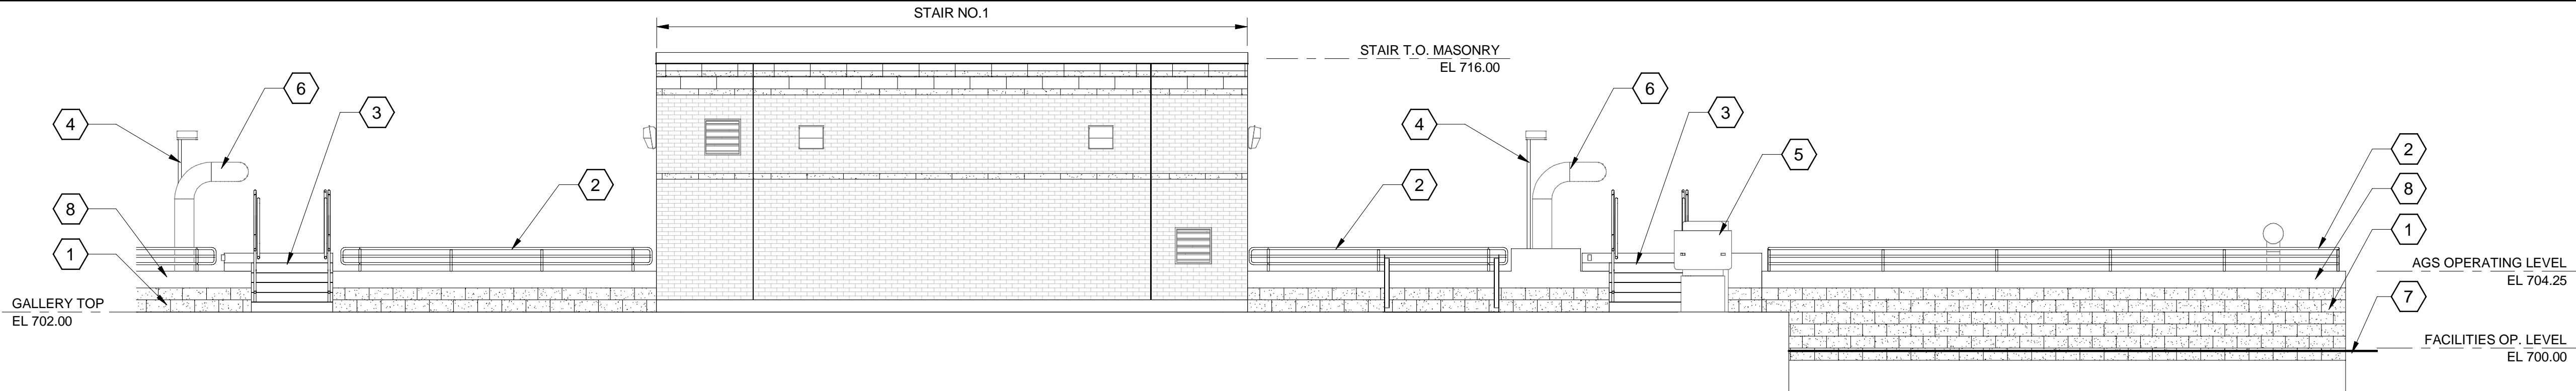 STAIR NO.1
STAIR T.O. MASONRY
EL 716.00
6
3
4
2
8
1
GALLERY TOP
EL 702.00
6
4
3
5
2
2
8
1
AGS OPERATING LEVEL
EL 704.25
7
FACILITIES OP. LEVEL
EL 700.00